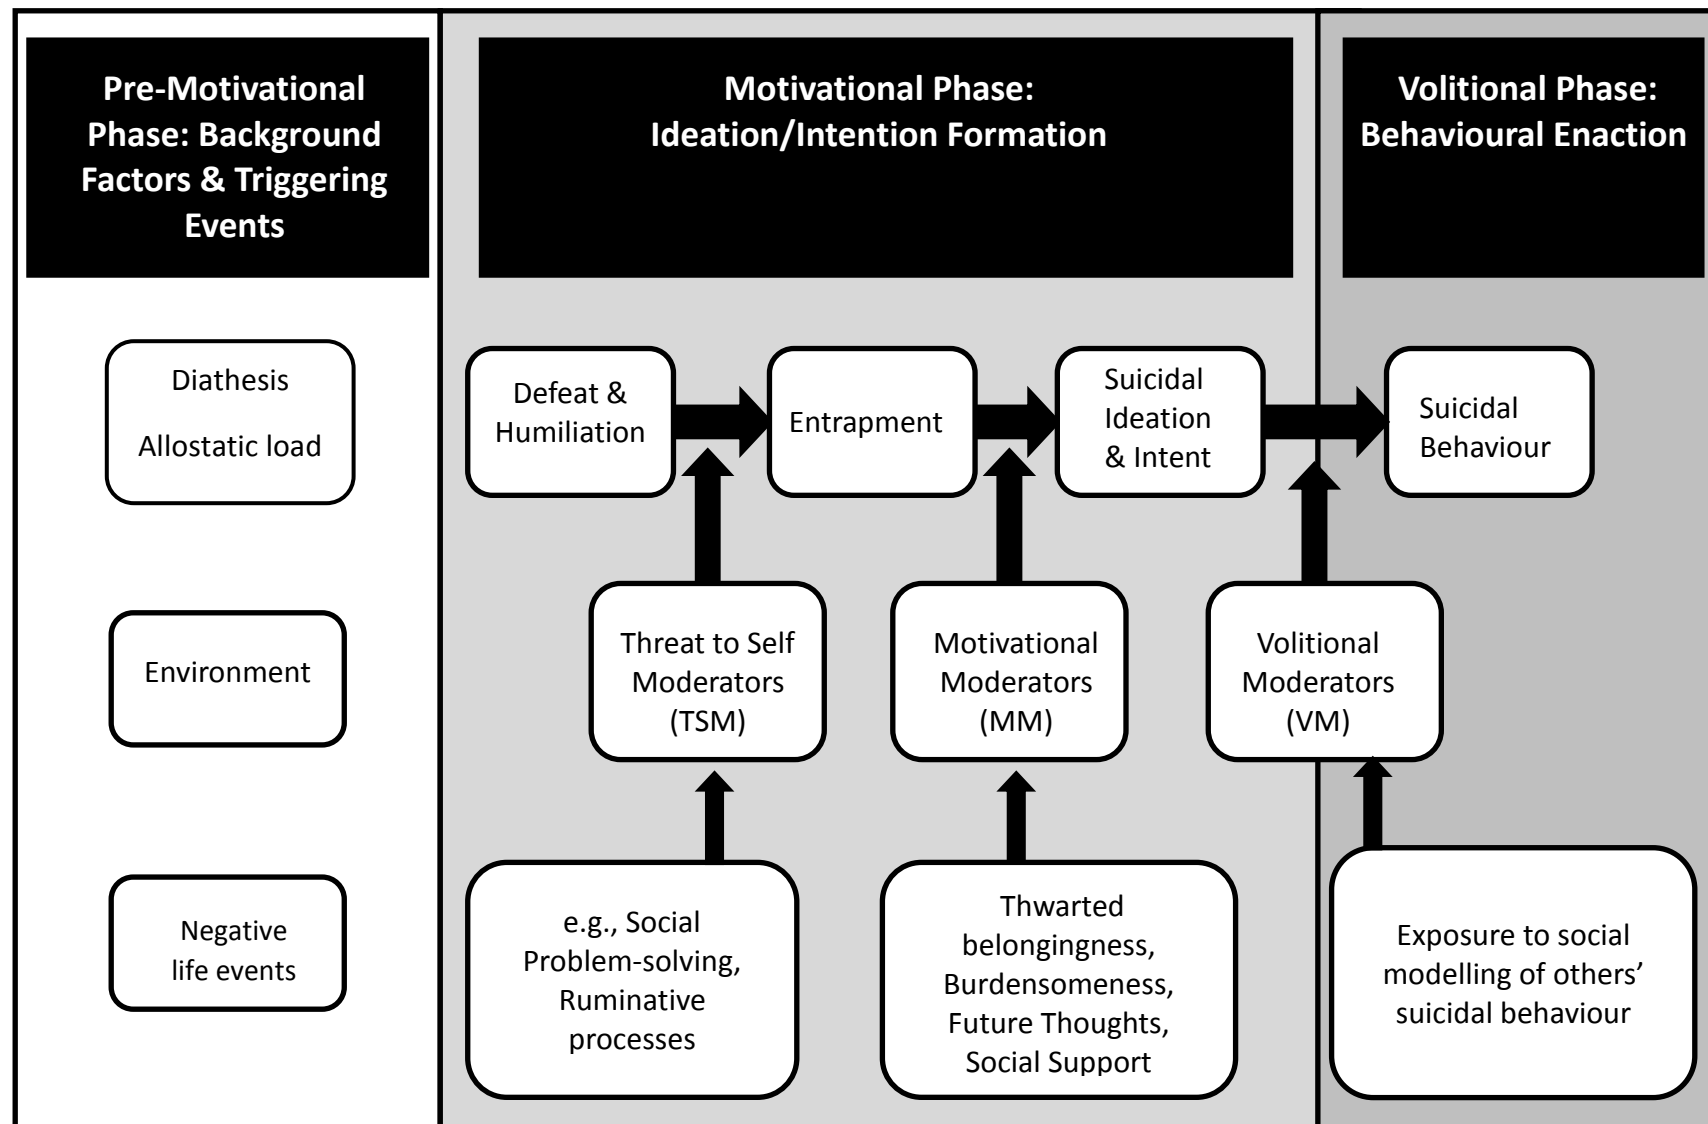 Pre-Motivational
Phase: Background
Factors & Triggering
Events
Motivational Phase:
Ideation/Intention Formation
Volitional Phase:
Behavioural Enaction
Diathesis
Allostatic load
Defeat &
Humiliation
Entrapment
Suicidal
Ideation
& Intent
Suicidal
Behaviour
Environment
Threat to Self
Moderators
(TSM)
Motivational
Moderators
(MM)
Volitional
Moderators
(VM)
Negative
life events
e.g., Social
Problem-solving,
Ruminative
processes
Thwarted
belongingness,
Burdensomeness,
Future Thoughts,
Social Support
Exposure to social
modelling of others’
suicidal behaviour